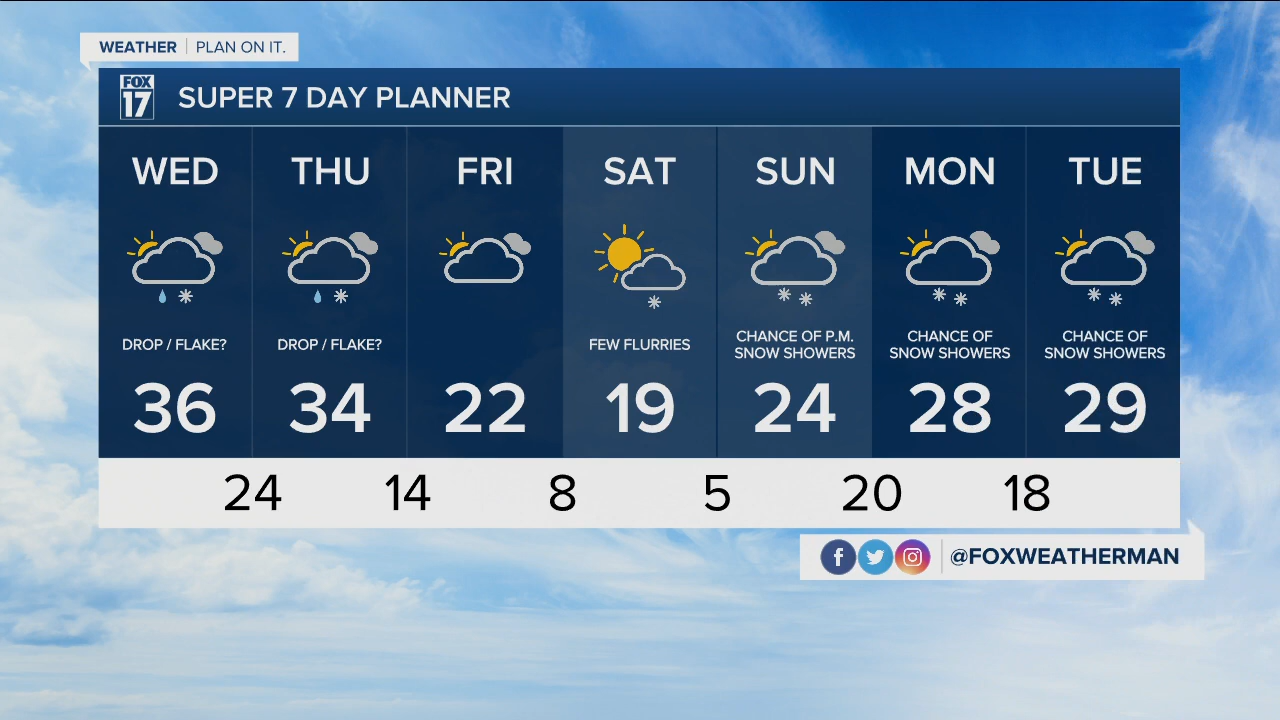 WEATHER | PLAN ON IT.
FOX
17
SUPER 7 DAY PLANNER
WED THU FRI SAT SUN MON TUE
DROP / FLAKE?
DROP / FLAKE?
FEW FLURRIES
CHANCE OF P.M.
SNOW SHOWERS
CHANCE OF
SNOW SHOWERS
CHANCE OF
SNOW SHOWERS
36 34 22 19 24 28 29
24 14 8 5 20 18
@FOXWEATHERMAN